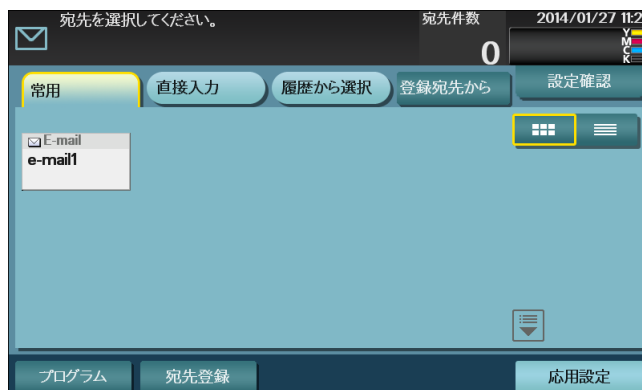 宛先を選択してください。
宛先件数
2014/01/27 11:2
0
Y
M
C
K
常用
直接入力
履歴から選択
登録宛先から
設定確認
E-mail
e-mail1
プログラム
宛先登録
応用設定